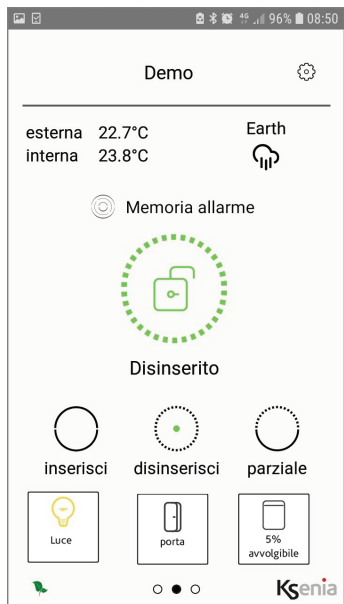 4G 96% 08:50
Demo
esterna 22.7°C
Earth
interna 23.8°C
Memoria allarme
Disinserito
inserisci disinserisci parziale
Luce
porta
5%
avvolgibile
Ksenia